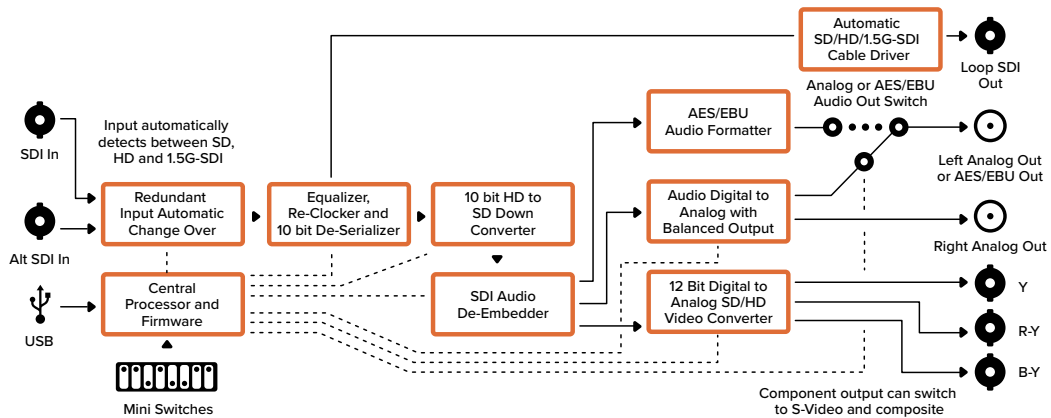 Automatic
SD/HD/1.5G-SDI
Cable Driver
Loop SDI
Out
Analog or AES/EBU
Audio Out Switch
AES/EBU
Audio Formatter
SDI In
Input automatically
detects between SD,
HD and 1.5G-SDI
Left Analog Out
or AES/EBU Out
Redundant
Input Automatic
Change Over
Equalizer,
Re-Clocker and
10 bit De-Serializer
10 bit HD to
SD Down
Converter
Audio Digital to
Analog with
Balanced Output
Alt SDI In
Right Analog Out
Central
Processor and
Firmware
SDI Audio
De-Embedder
12 Bit Digital to
Analog SD/HD
Video Converter
Y
USB
R-Y
B-Y
Mini Switches
Component output can switch
to S-Video and composite